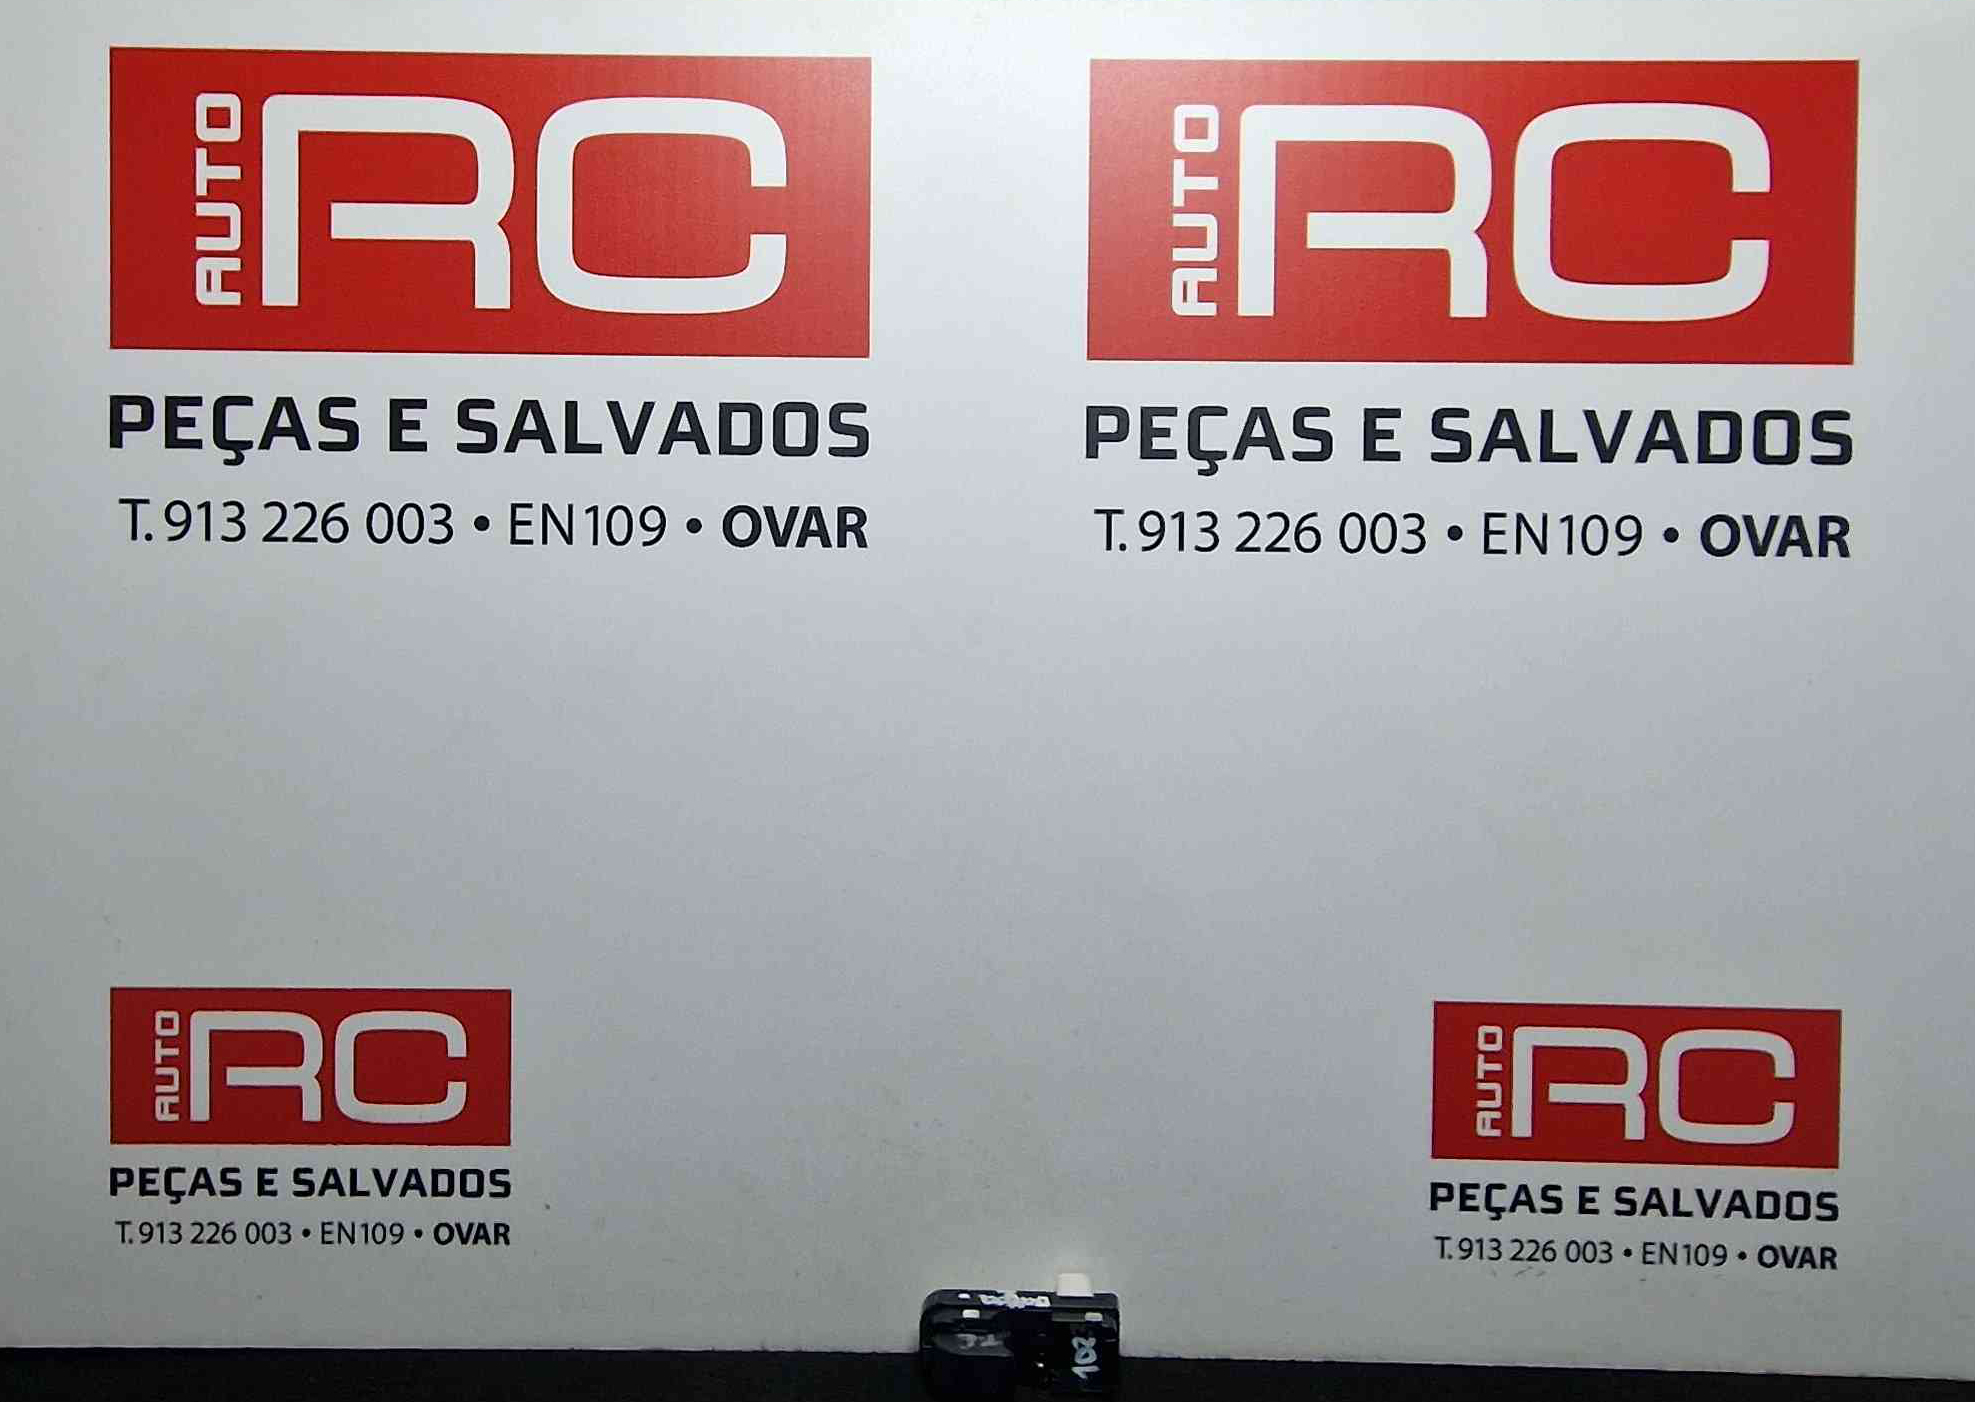 AUTO RC
PEÇAS E SALVADOS
T. 913 226 003 • EN109 • OVAR
AUTO RC
PEÇAS E SALVADOS
T. 913 226 003 • EN109 • OVAR
AUTO RC
PEÇAS E SALVADOS
T. 913 226 003 • EN109 • OVAR
AUTO RC
PEÇAS E SALVADOS
T. 913 226 003 • EN109 • OVAR
102